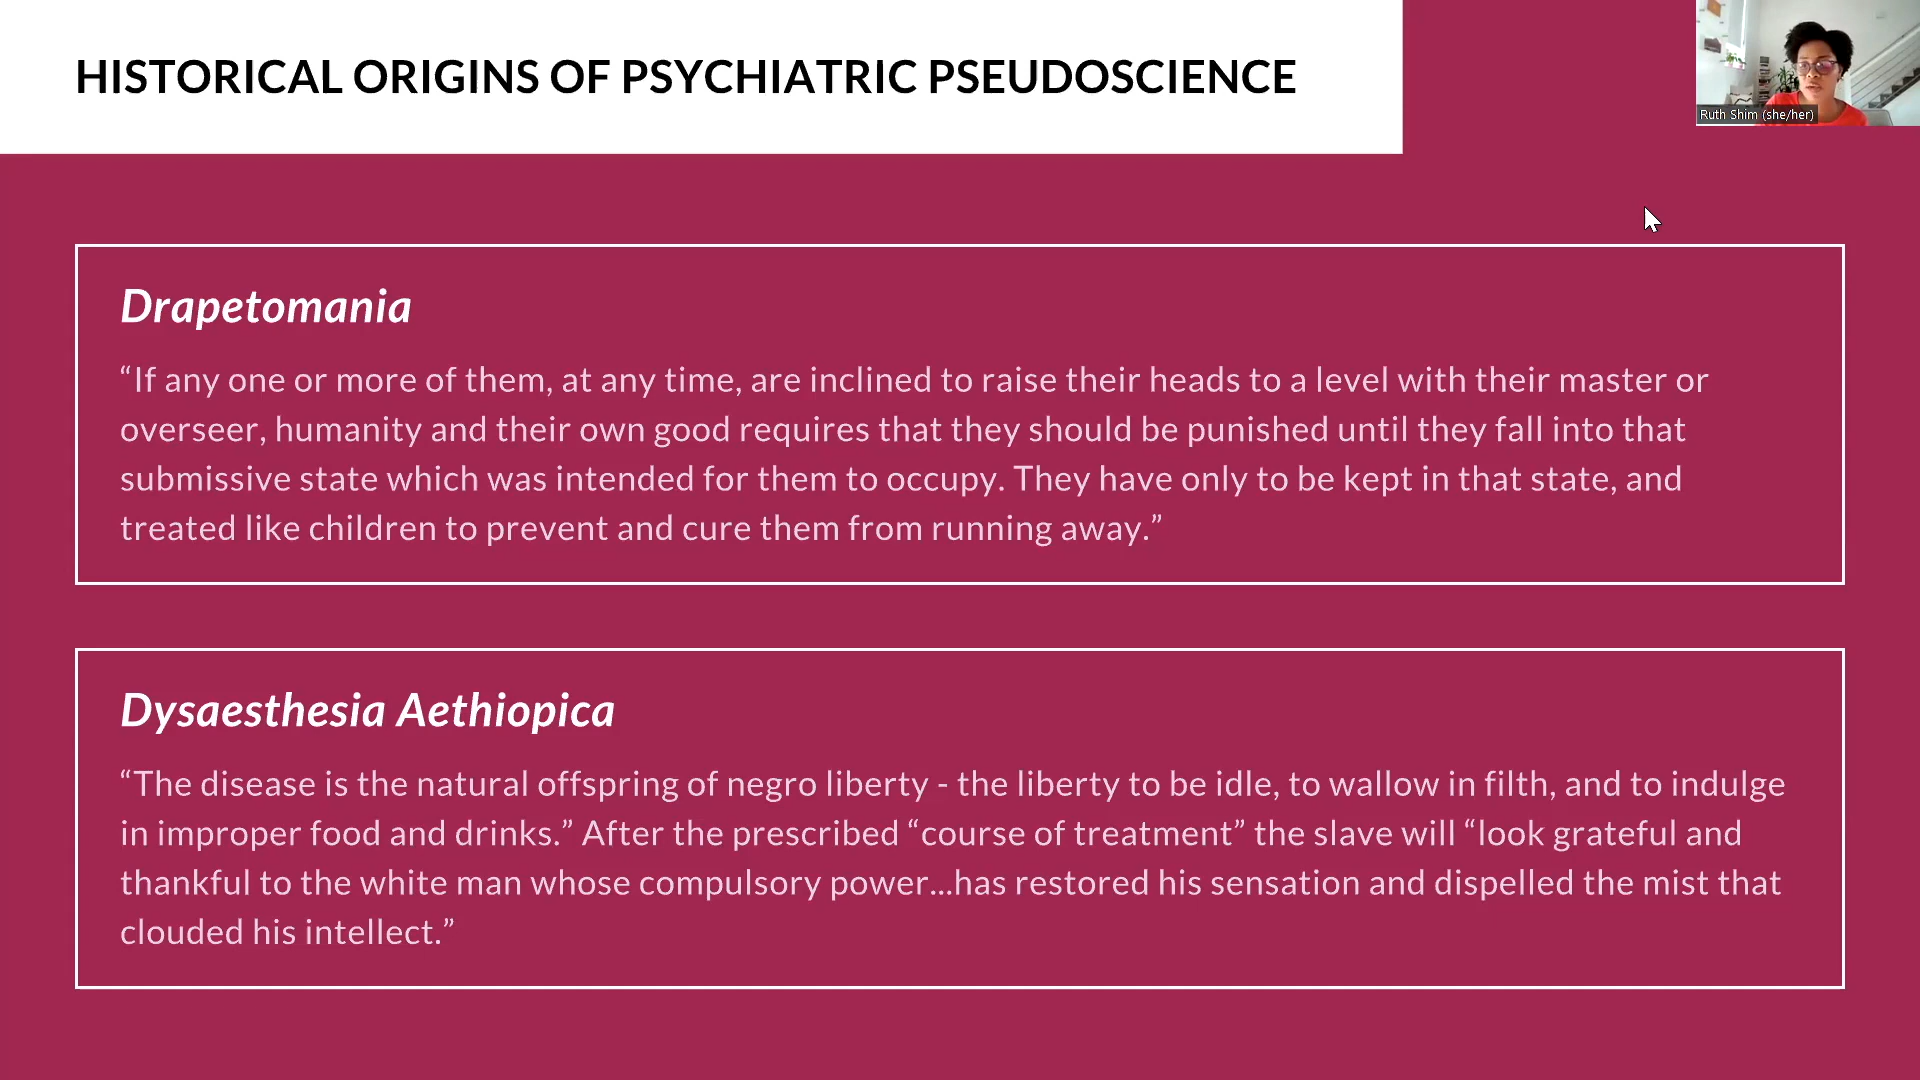 HISTORICAL ORIGINS OF PSYCHIATRIC PSEUDOSCIENCE
Ruth Shim (she/her)
Drapetomania
“If any one or more of them, at any time, are inclined to raise their heads to a level with their master or
overseer, humanity and their own good requires that they should be punished until they fall into that
submissive state which was intended for them to occupy. They have only to be kept in that state, and
treated like children to prevent and cure them from running away.”
Dysaesthesia Aethiopica
“The disease is the natural offspring of negro liberty - the liberty to be idle, to wallow in filth, and to indulge
in improper food and drinks.” After the prescribed “course of treatment” the slave will “look grateful and
thankful to the white man whose compulsory power...has restored his sensation and dispelled the mist that
clouded his intellect.”